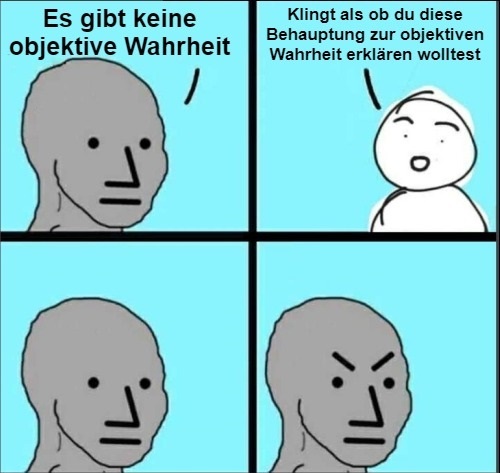 Es gibt keine
objektive Wahrheit
Klingt als ob du diese
Behauptung zur objektiven
Wahrheit erklären wolltest